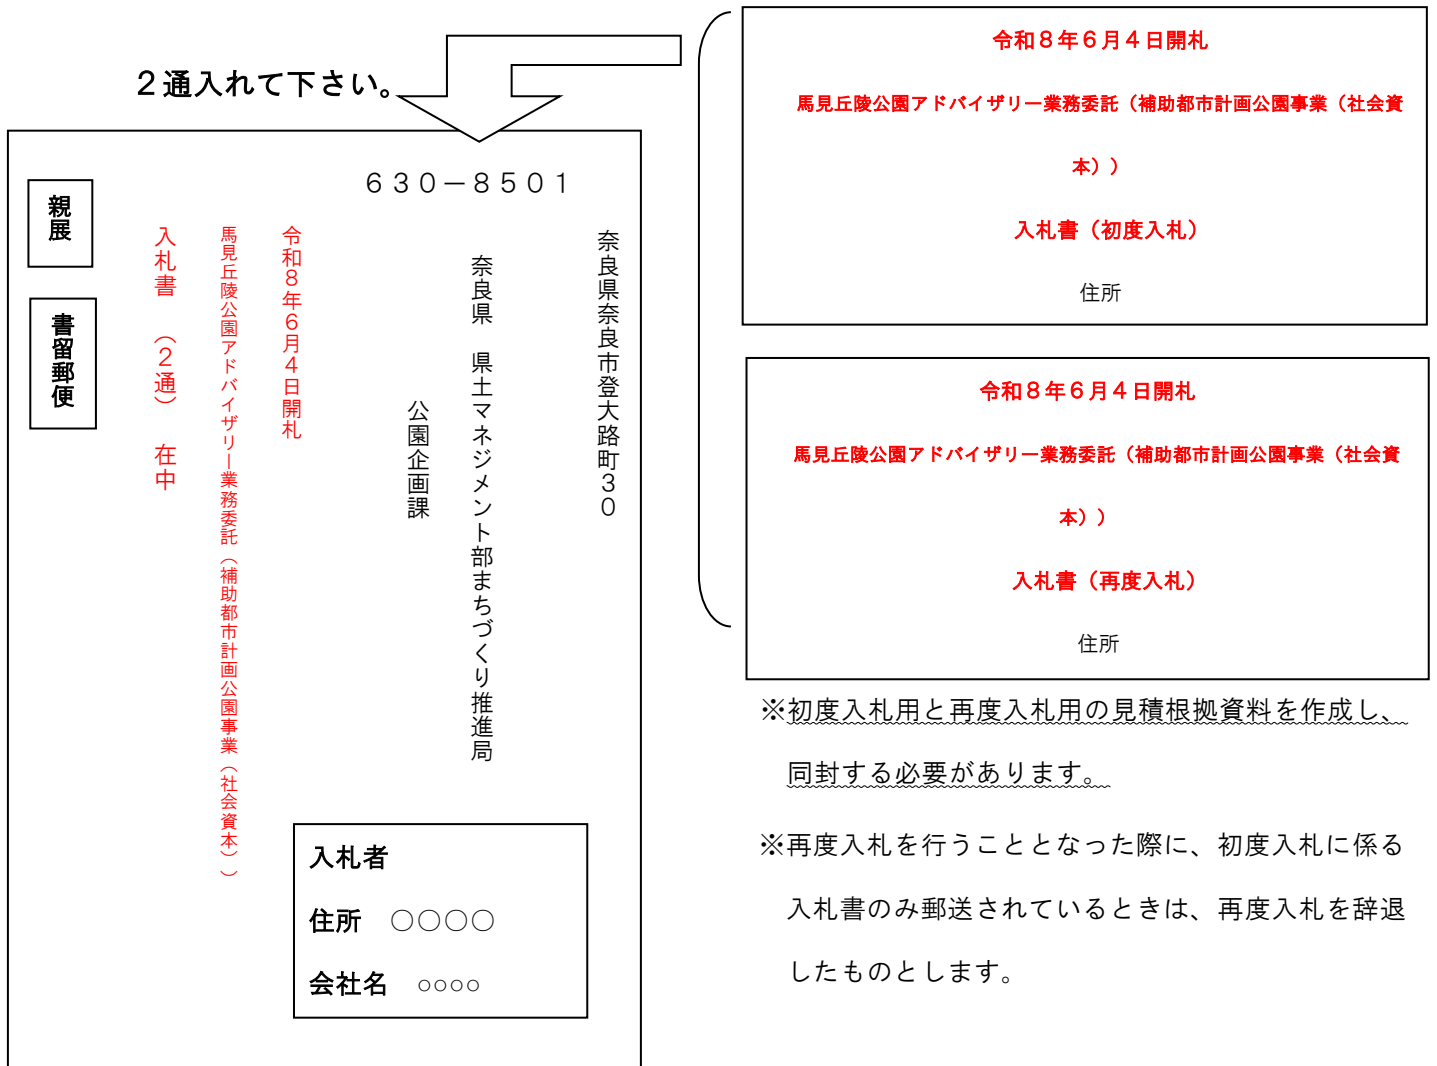 ２通入れて下さい。
６３０－８５０１
奈良県奈良市登大路町３０
奈良県　県土マネジメント部まちづくり推進局
公園企画課
令和８年６月４日開札
馬見丘陵公園アドバイザリー業務委託（補助都市計画公園事業（社会資本））
入札書　（２通）　在中
親展
書留郵便
入札者
住所　○○○○
会社名　○○○○
令和８年６月４日開札
馬見丘陵公園アドバイザリー業務委託（補助都市計画公園事業（社会資
本））
入札書（初度入札）
住所
令和８年６月４日開札
馬見丘陵公園アドバイザリー業務委託（補助都市計画公園事業（社会資
本））
入札書（再度入札）
住所
※初度入札用と再度入札用の見積根拠資料を作成し、
同封する必要があります。
※再度入札を行うこととなった際に、初度入札に係る
入札書のみ郵送されているときは、再度入札を辞退
したものとします。